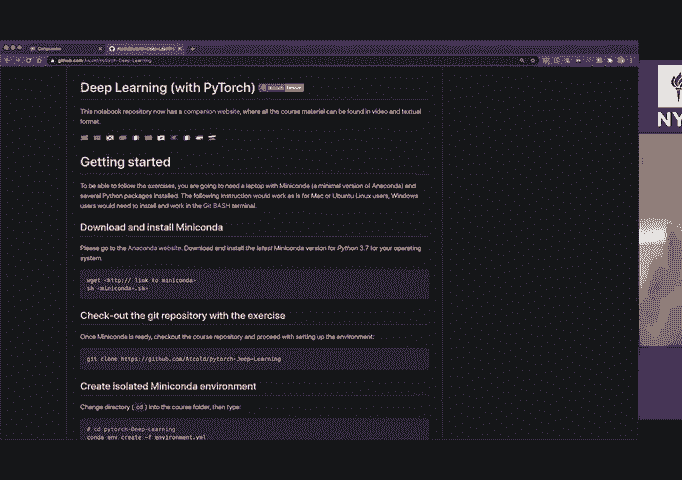 github.com/Atcold/pytorch-Deep-Learning
Deep Learning (with PyTorch)
This notebook repository now has a companion website, where all the course material can be found in video and textual
format.
Getting started
To be able to follow the exercises, you are going to need a laptop with Miniconda (a minimal version of Anaconda) and
several Python packages installed. The following instruction would work as is for Mac or Ubuntu Linux users, Windows
users would need to install and work in the Git BASH terminal.
Download and install Miniconda
Please go to the Anaconda website. Download and install the latest Miniconda version for Python 3.7 for your operating
system.
wget <http:// link to miniconda>
sh <miniconda*.sh>
Check-out the git repository with the exercise
Once Miniconda is ready, checkout the course repository and proceed with setting up the environment:
git clone https://github.com/Atcold/pytorch-Deep-Learning
Create isolated Miniconda environment
Change directory (cd) into the course folder, then type:
# cd pytorch-Deep-Learning
conda env create -f environment.yml
NY